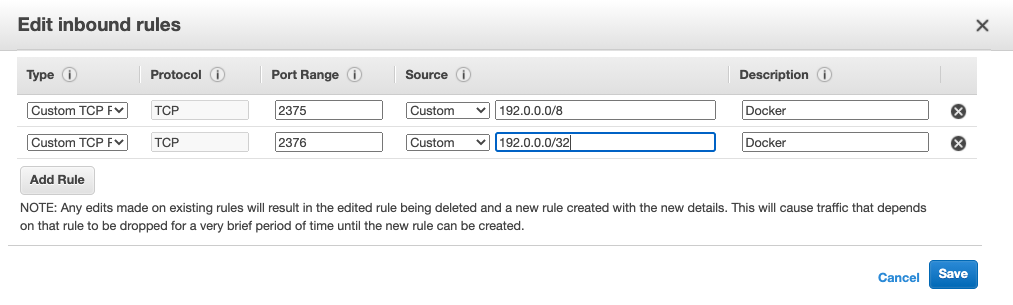 Edit inbound rules
Type Protocol Port Range Source Description
Custom TCP F TCP 2375 Custom 192.0.0.0/8 Docker
Custom TCP F TCP 2376 Custom 192.0.0.0/32 Docker
Add Rule
NOTE: Any edits made on existing rules will result in the edited rule being deleted and a new rule created with the new details. This will cause traffic that depends
on that rule to be dropped for a very brief period of time until the new rule can be created.
Cancel Save